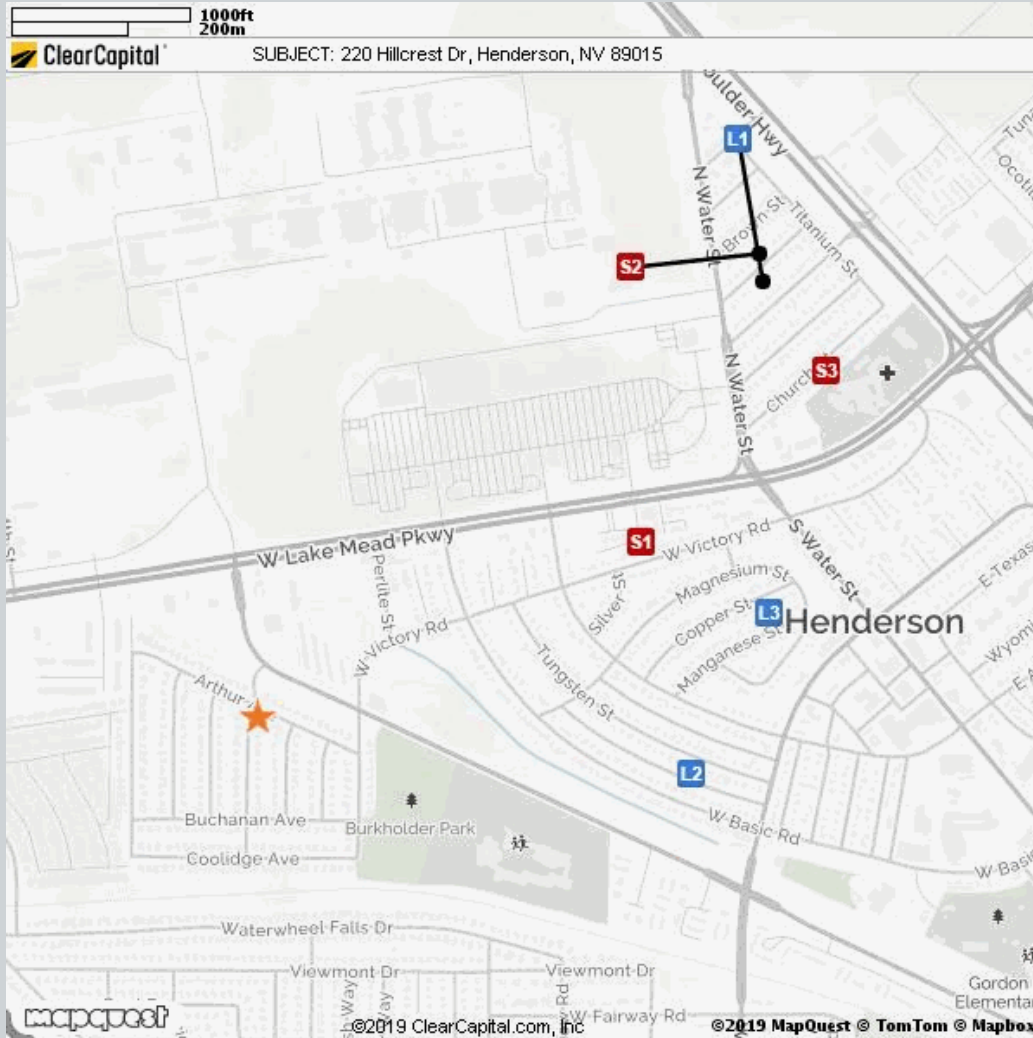 1000ft
200m
ClearCapital
SUBJECT: 220 Hillcrest Dr, Henderson, NV 89015
oulder Hwy
L1
N Water St
Brown St
Titanium St
S2
Church
S3
N Water St
W Lake Mead Pkwy
S1
W Victory Rd
S Water St
E Texas
Magnesium St
Perlite St
Silver St
Copper St
L3
Henderson
Manganese St
W Victory Rd
Wyomi
Tungsten St
Arthur
L2
Buchanan Ave
Burkholder Park
W Basic Rd
Coolidge Ave
W Basic
Waterwheel Falls Dr
Viewmont Dr
Viewmont Dr
Gordon
Elementar
W Fairway Rd
mapquest
©2019 ClearCapital.com, Inc
©2019 MapQuest © TomTom © Mapbox